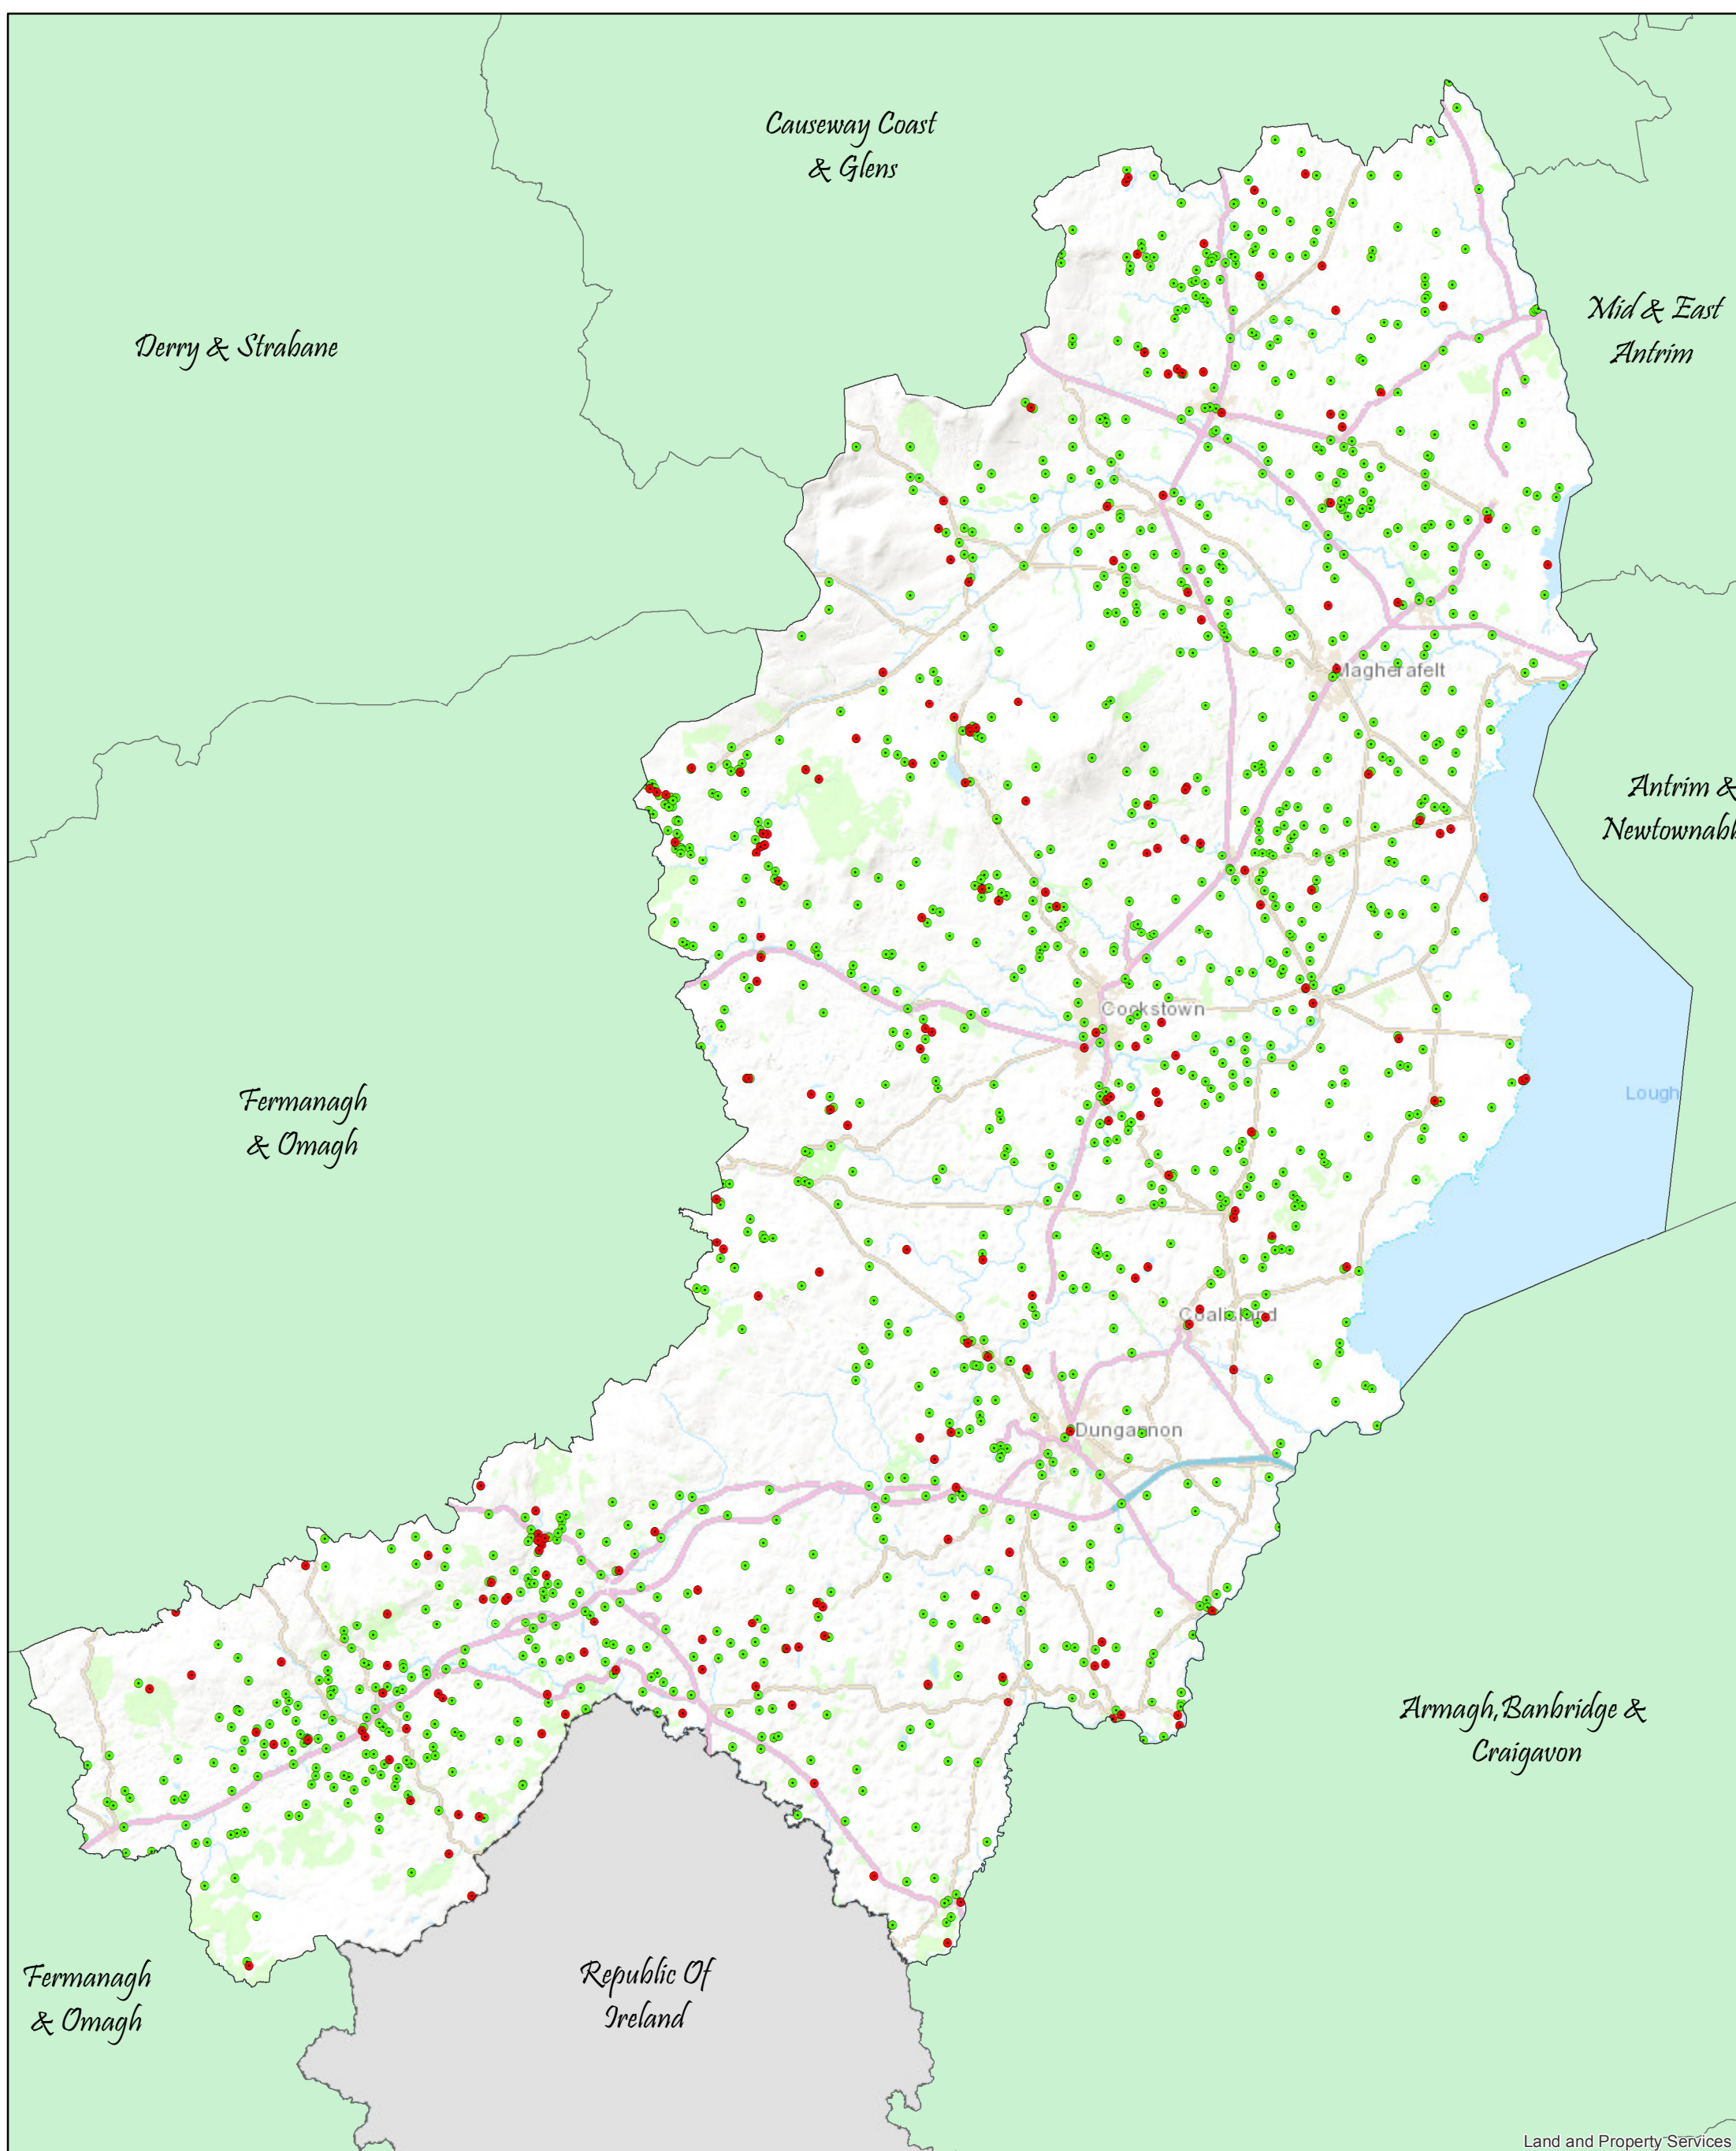 Causeway Coast
& Glens
Derry & Strabane
Mid & East
Antrim
Magherafelt
Antrim &
Cookstown
Lough
Fermanagh
& Omagh
Coalisland
Dungannon
Armagh, Banbridge &
Craigavon
Fermanagh
& Omagh
Republic Of
Ireland
Land and Property Services